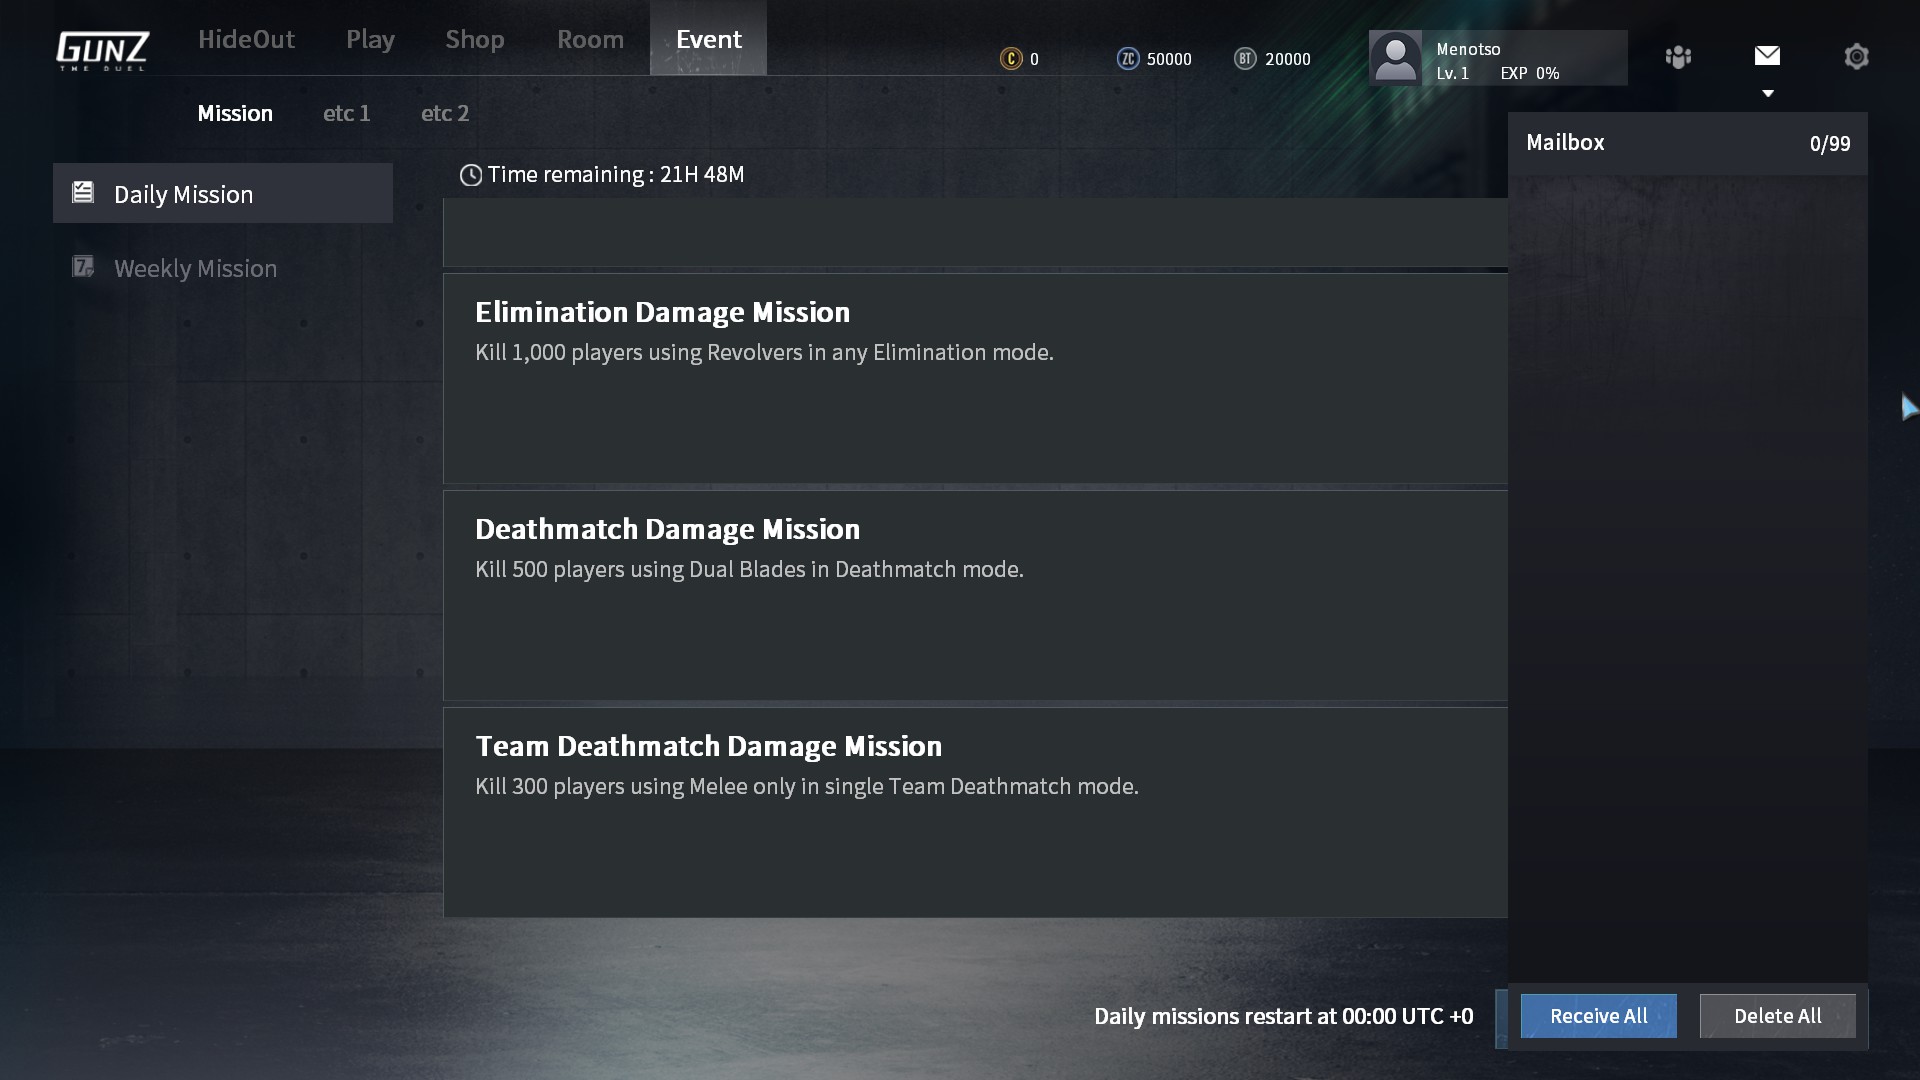 GUNZ
THE DUEL
HideOut
Play
Shop
Room
Event
C 0
ZC 50000
BT 20000
Menotso
Lv. 1 EXP 0%
Mission
etc 1
etc 2
Mailbox 0/99
Time remaining : 21H 48M
Daily Mission
7 Weekly Mission
Elimination Damage Mission
Kill 1,000 players using Revolvers in any Elimination mode.
Deathmatch Damage Mission
Kill 500 players using Dual Blades in Deathmatch mode.
Team Deathmatch Damage Mission
Kill 300 players using Melee only in single Team Deathmatch mode.
Daily missions restart at 00:00 UTC +0
Receive All
Delete All